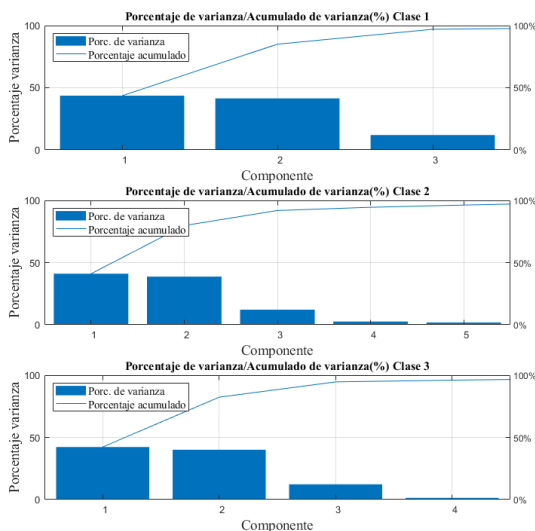 Porcentaje de varianza/Acumulado de varianza(%) Clase 1
Porcentaje varianza
100
50
0
100%
50%
0%
Porc. de varianza
Porcentaje acumulado
1 2 3
Componente
Porcentaje de varianza/Acumulado de varianza(%) Clase 2
Porcentaje varianza
100
50
0
100%
50%
0%
Porc. de varianza
Porcentaje acumulado
1 2 3 4 5
Componente
Porcentaje de varianza/Acumulado de varianza(%) Clase 3
Porcentaje varianza
100
50
0
100%
50%
0%
Porc. de varianza
Porcentaje acumulado
1 2 3 4
Componente